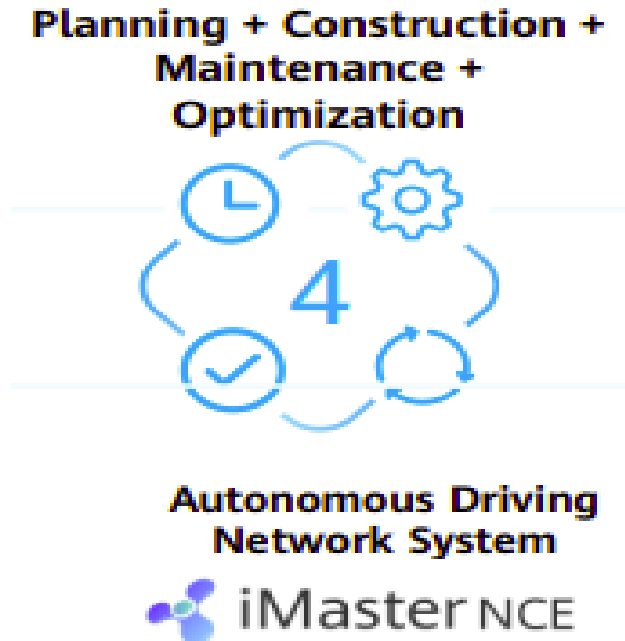 Planning + Construction +
Maintenance +
Optimization
4
Autonomous Driving
Network System
iMaster NCE